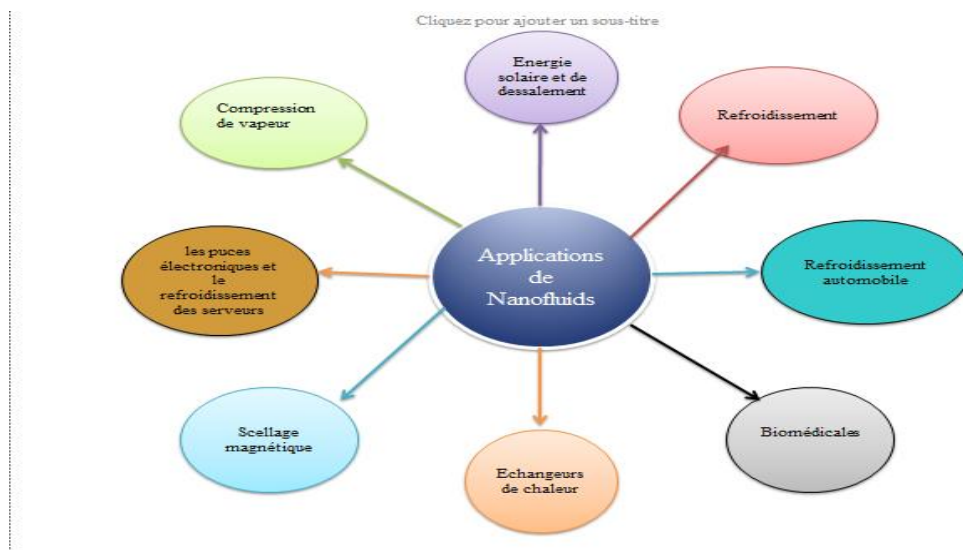 Cliquez pour ajouter un sous-titre
Energie
solaire et de
dessalement
Compression
de vapeur
Refroidissement
les puces
électroniques et
le
refroidissement
des serveurs
Applications
de
Nanofluids
Refroidissement
automobile
Scellage
magnétique
Echangeurs
de chaleur
Biomédicales